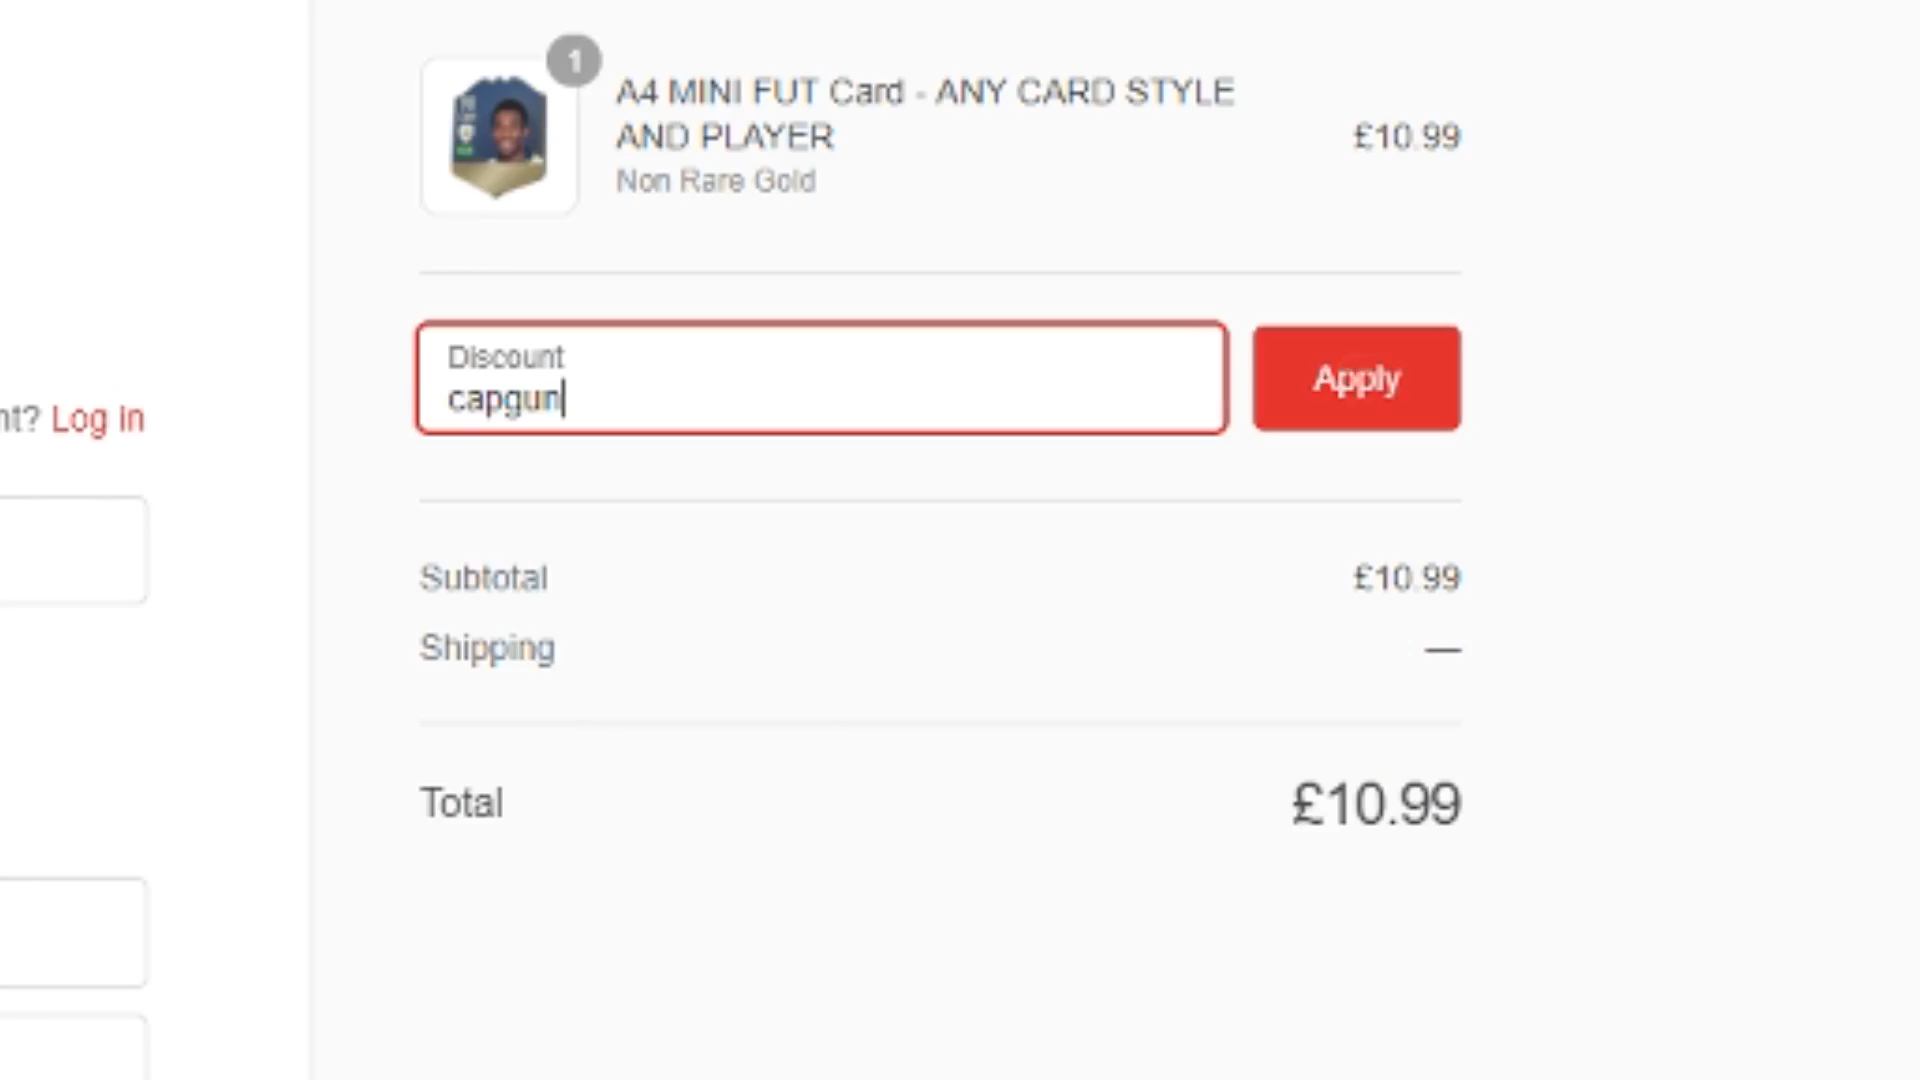 1
A4 MINI FUT Card - ANY CARD STYLE
AND PLAYER
£10.99
Non Rare Gold
Discount
capgun
Apply
nt? Log in
Subtotal
£10.99
Shipping
—
Total
£10.99